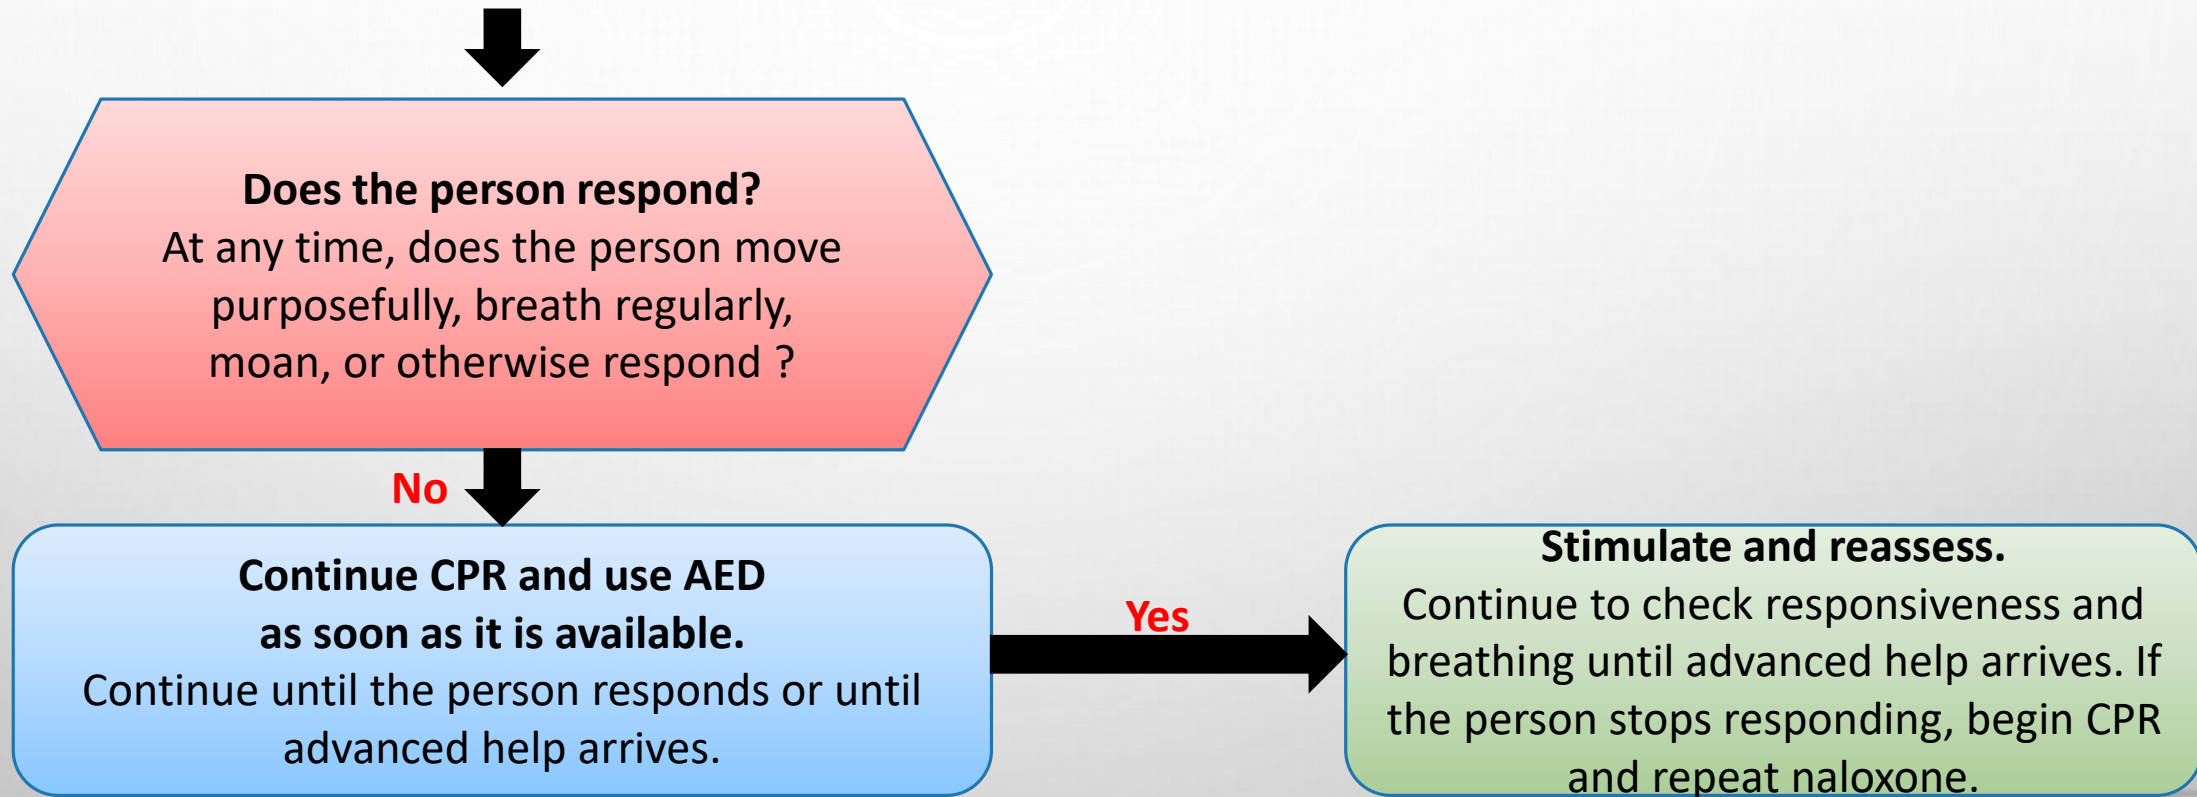 Does the person respond?
At any time, does the person move
purposefully, breath regularly,
moan, or otherwise respond ?
No
Continue CPR and use AED
as soon as it is available.
Continue until the person responds or until
advanced help arrives.
Yes
Stimulate and reassess.
Continue to check responsiveness and
breathing until advanced help arrives. If
the person stops responding, begin CPR
and repeat naloxone.